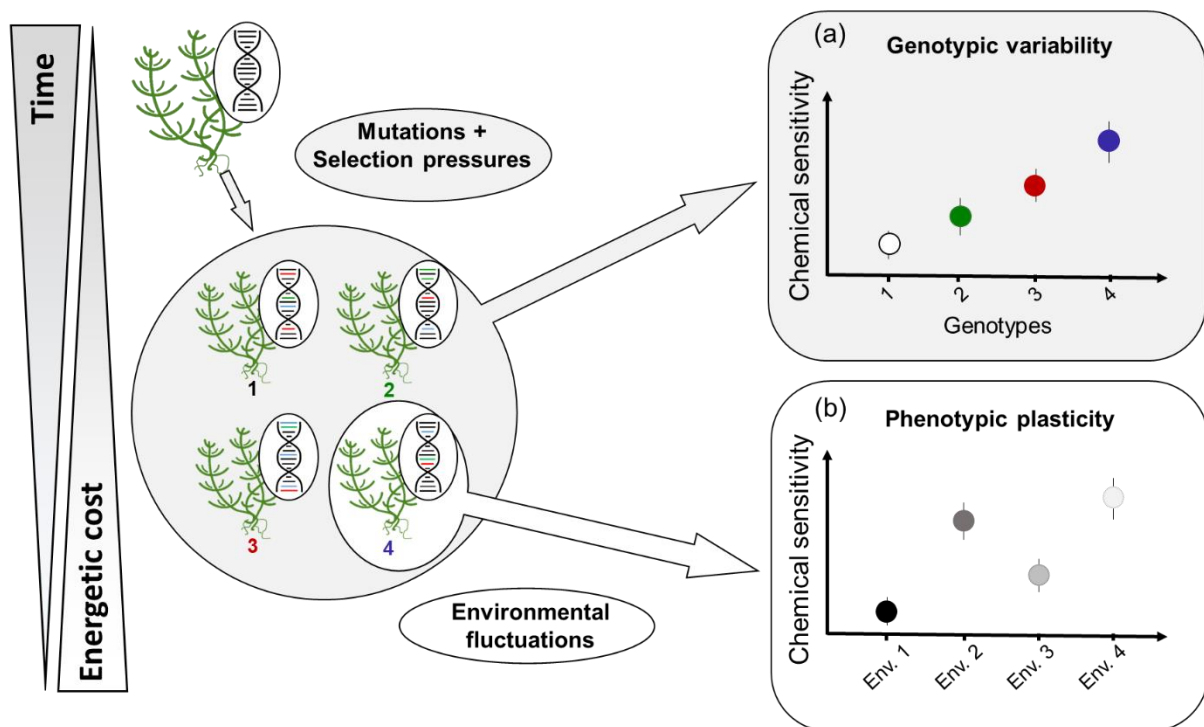 Time
Energetic cost
Mutations +
Selection pressures
1
2
3
4
Environmental
fluctuations
(a)
Genotypic variability
Chemical sensitivity
1
2
3
4
Genotypes
(b)
Phenotypic plasticity
Chemical sensitivity
Env. 1
Env. 2
Env. 3
Env. 4